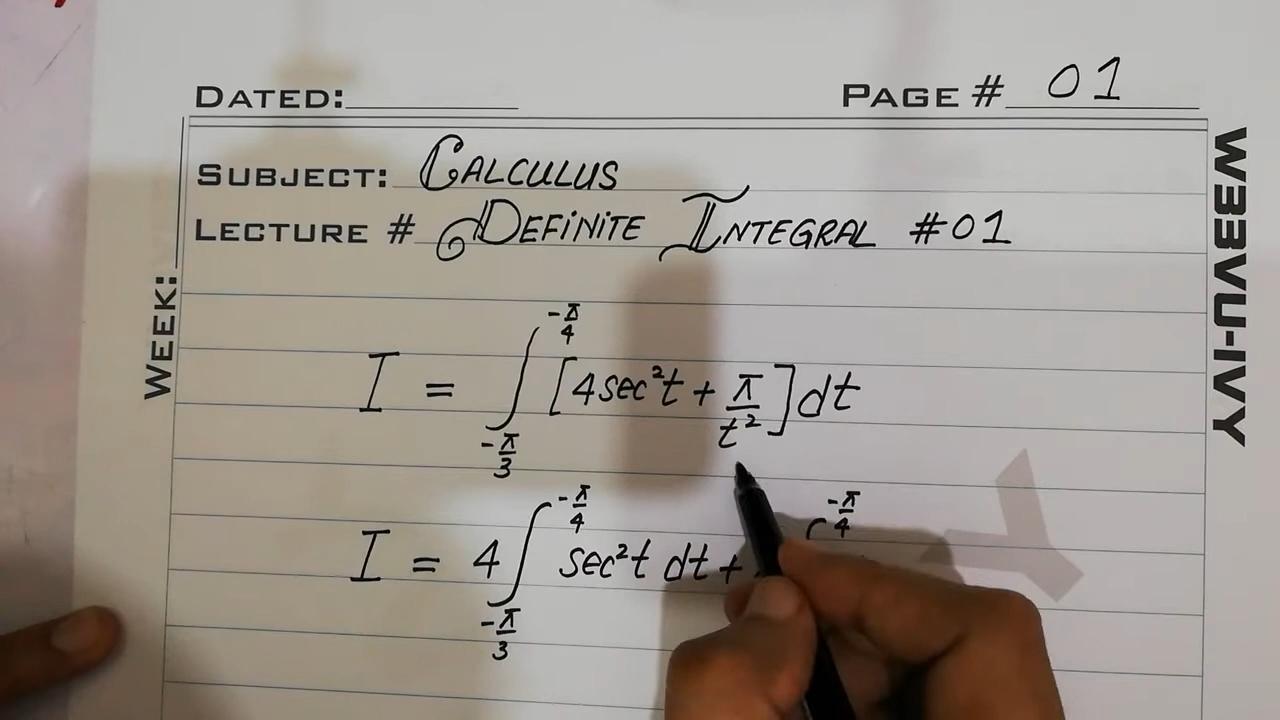 DATED: PAGE # 01
SUBJECT: CALCULUS
LECTURE # DEFINITE INTEGRAL #01
WEEK:
W33VU-IVY
I = ∫_{-π/3}^{-π/4} [4sec²t + π/t²]dt
I = 4∫_{-π/3}^{-π/4} sec²t dt + ∫^{-π/4}